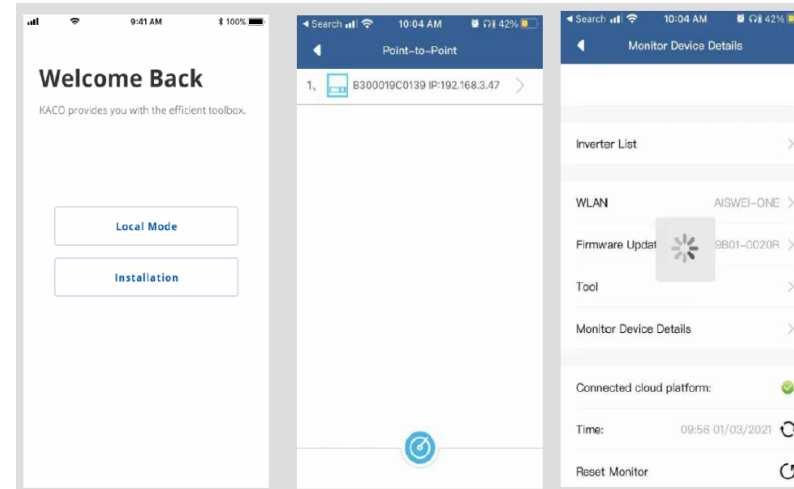 9:41 AM
100%
Welcome Back
KACO provides you with the efficient toolbox.
Local Mode
Installation
Search
10:04 AM
42%
Point-to-Point
1、 B300019C0139 IP:192.168.3.47
Search
10:04 AM
42%
Monitor Device Details
Inverter List
WLAN AISWEI-ONE
Firmware Updat 9B01-0020R
Tool
Monitor Device Details
Connected cloud platform:
Time: 09:56 01/03/2021
Reset Monitor